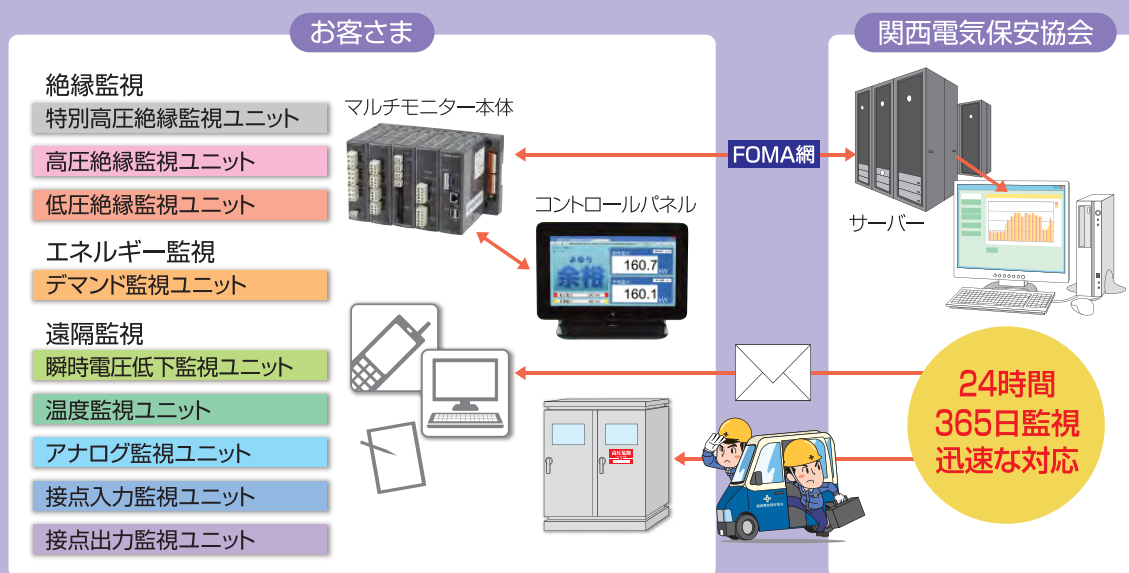 お客さま
関西電気保安協会
絶縁監視
特別高圧絶縁監視ユニット
高圧絶縁監視ユニット
低圧絶縁監視ユニット
エネルギー監視
デマンド監視ユニット
遠隔監視
瞬時電圧低下監視ユニット
温度監視ユニット
アナログ監視ユニット
接点入力監視ユニット
接点出力監視ユニット
マルチモニター本体
コントロールパネル
よゆう
余裕
160.7
kW
160.1
kW
FOMA網
サーバー
24時間
365日監視
迅速な対応